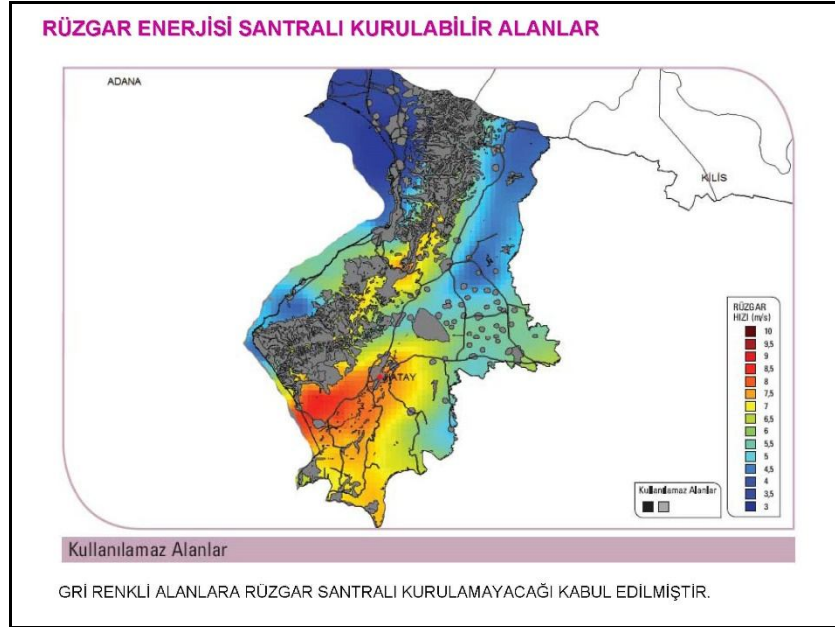 RÜZGAR ENERJİSİ SANTRALI KURULABİLİR ALANLAR
ADANA
KİLİS
HATAY
RÜZGAR
HIZI (m/s)
10
9,5
9
8,5
8
7,5
7
6,5
6
5,5
5
4,5
4
3,5
3
Kullanılamaz Alanlar
Kullanılamaz Alanlar
GRİ RENKLİ ALANLARA RÜZGAR SANTRALI KURULAMAYACAĞI KABUL EDİLMİŞTİR.